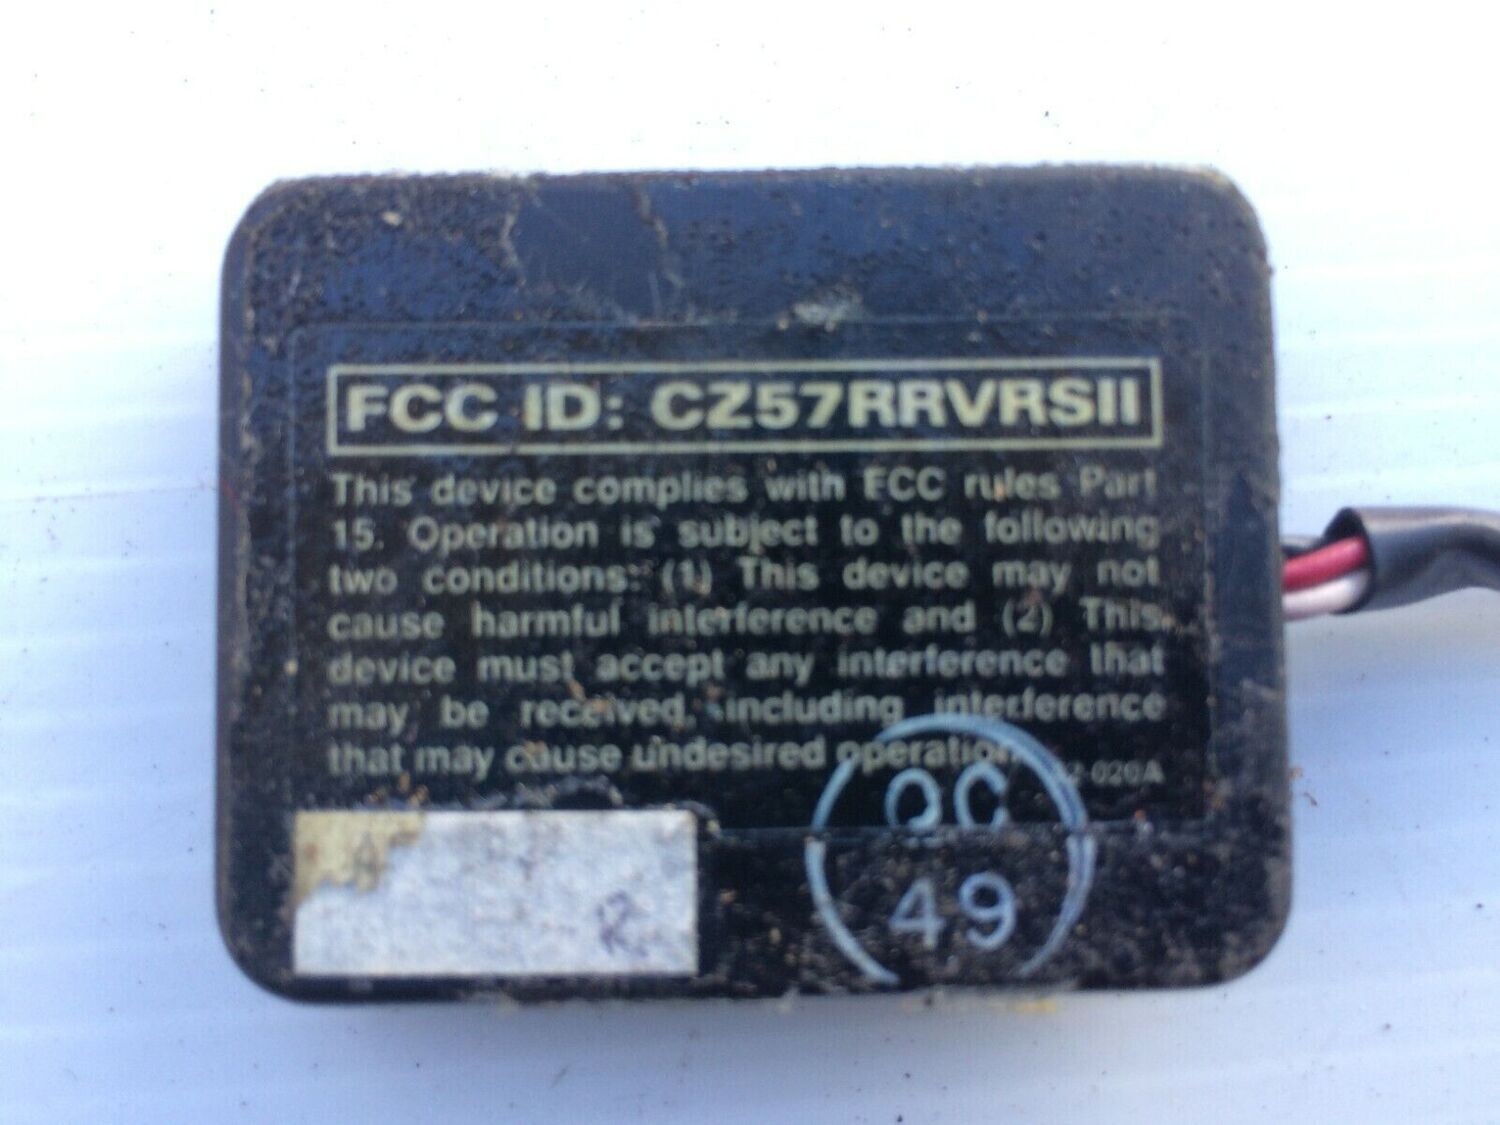 FCC ID: CZ57RRVRSII
This device complies with FCC rules Part
15. Operation is subject to the following
two conditions: (1) This device may not
cause harmful interference and (2) This
device must accept any interference that
may be received, including interference
that may cause undesired operation
2-020A
QC
49
A
R